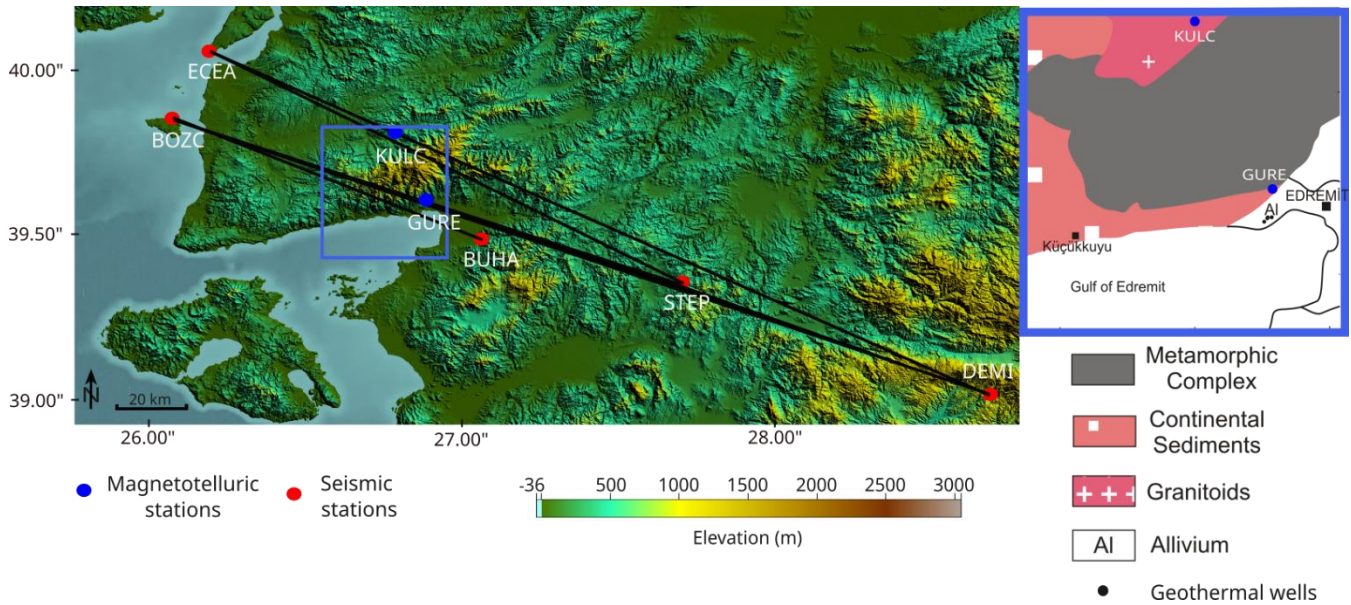 40.00"
39.50"
39.00"
26.00"
27.00"
28.00"
ECEA
BOZC
KULC
GURE
BUHA
STEP
DEMI
N
20 km
Magnetotelluric
stations
Seismic
stations
-36 500 1000 1500 2000 2500 3000
Elevation (m)
KULC
GURE
EDREMİT
Al
Küçükkuyu
Gulf of Edremit
Metamorphic
Complex
Continental
Sediments
Granitoids
Al
Allivium
Geothermal wells